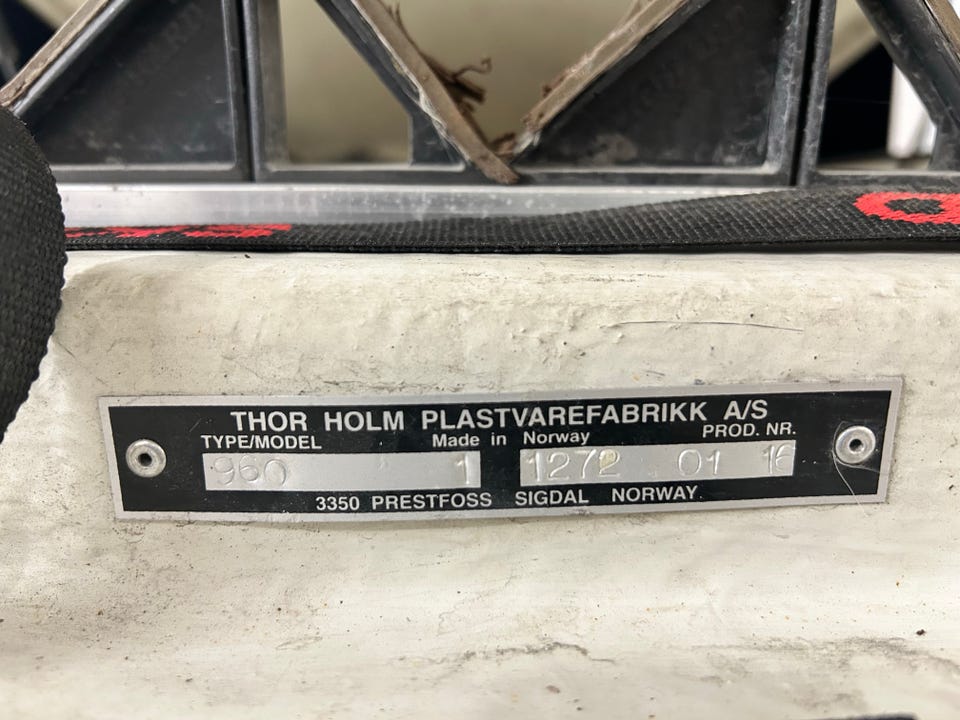 THOR HOLM PLASTVAREFABRIKK A/S
TYPE/MODEL Made in Norway PROD. NR.
960 1 1272 01 16
3350 PRESTFOSS SIGDAL NORWAY